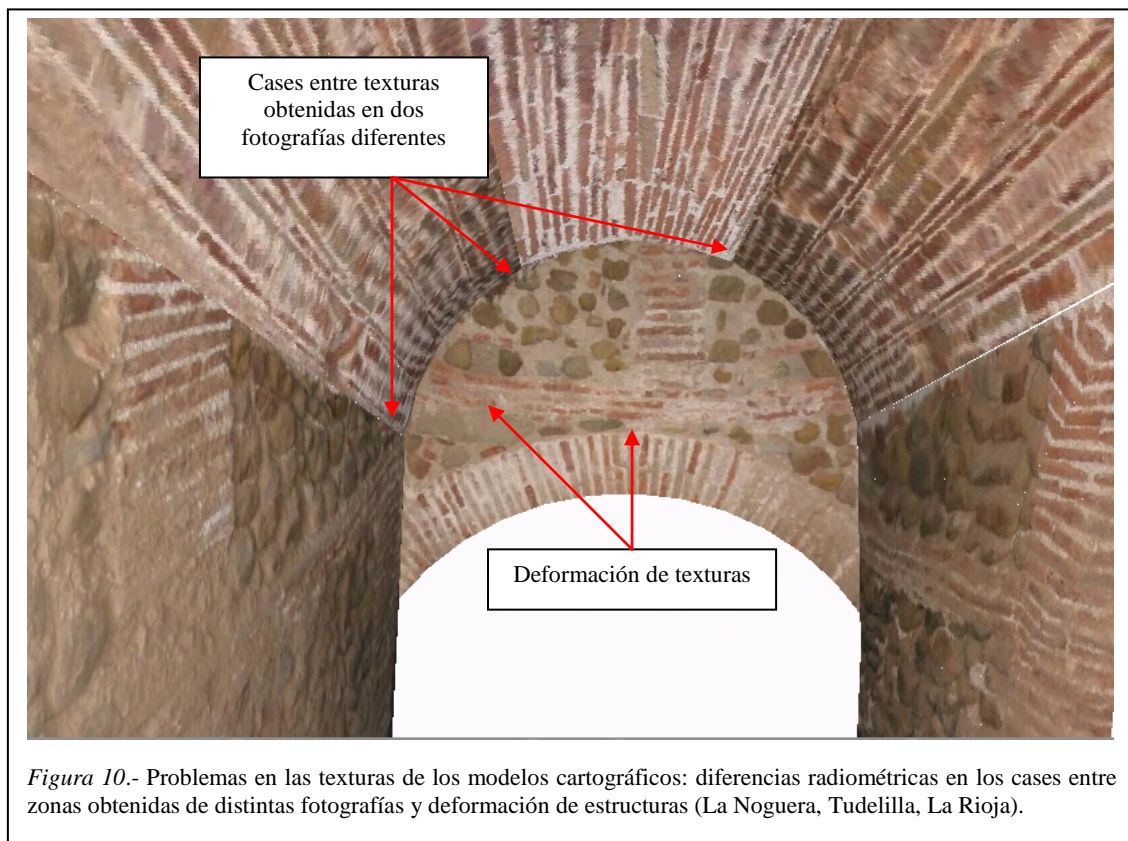 Cases entre texturas
obtenidas en dos
fotografías diferentes
Deformación de texturas
Figura 10.- Problemas en las texturas de los modelos cartográficos: diferencias radiométricas en los cases entre
zonas obtenidas de distintas fotografías y deformación de estructuras (La Noguera, Tudelilla, La Rioja).